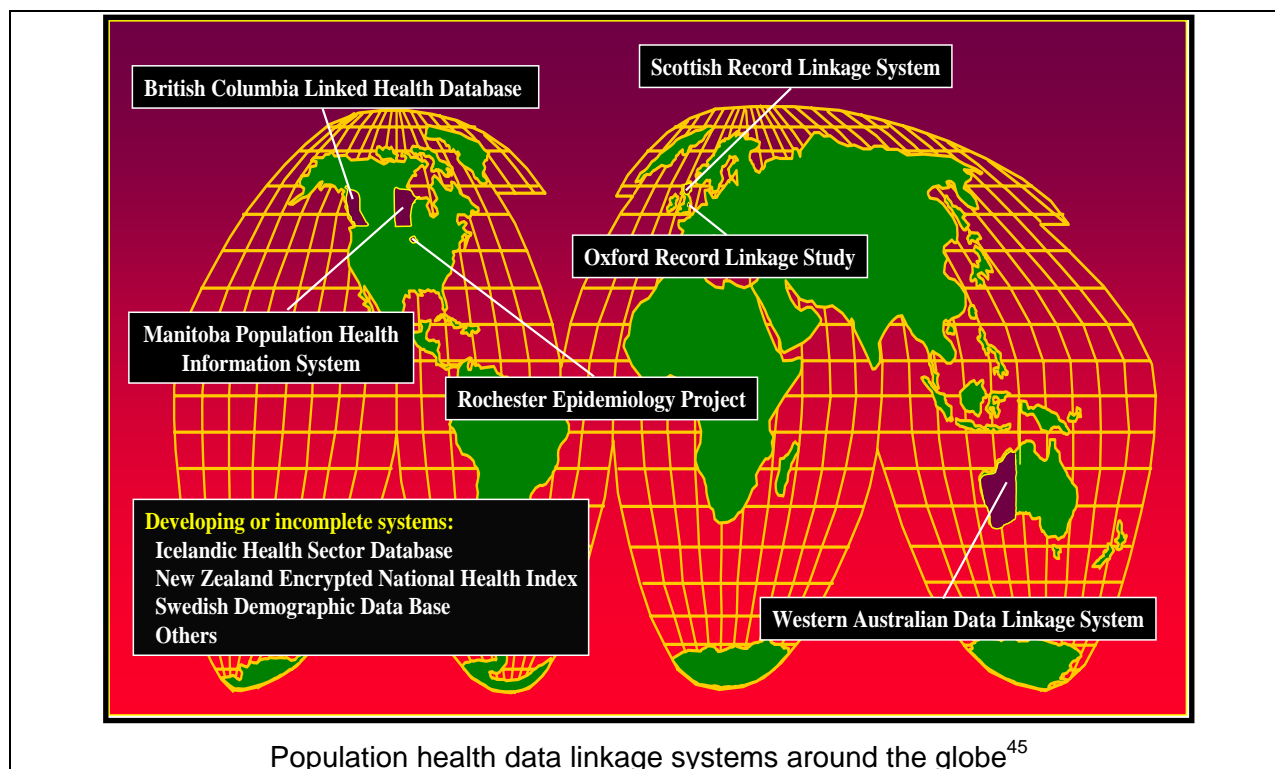 Scottish Record Linkage System
British Columbia Linked Health Database
Oxford Record Linkage Study
Manitoba Population Health
Information System
Rochester Epidemiology Project
Developing or incomplete systems:
Icelandic Health Sector Database
New Zealand Encrypted National Health Index
Swedish Demographic Data Base
Others
Western Australian Data Linkage System
Population health data linkage systems around the globe45